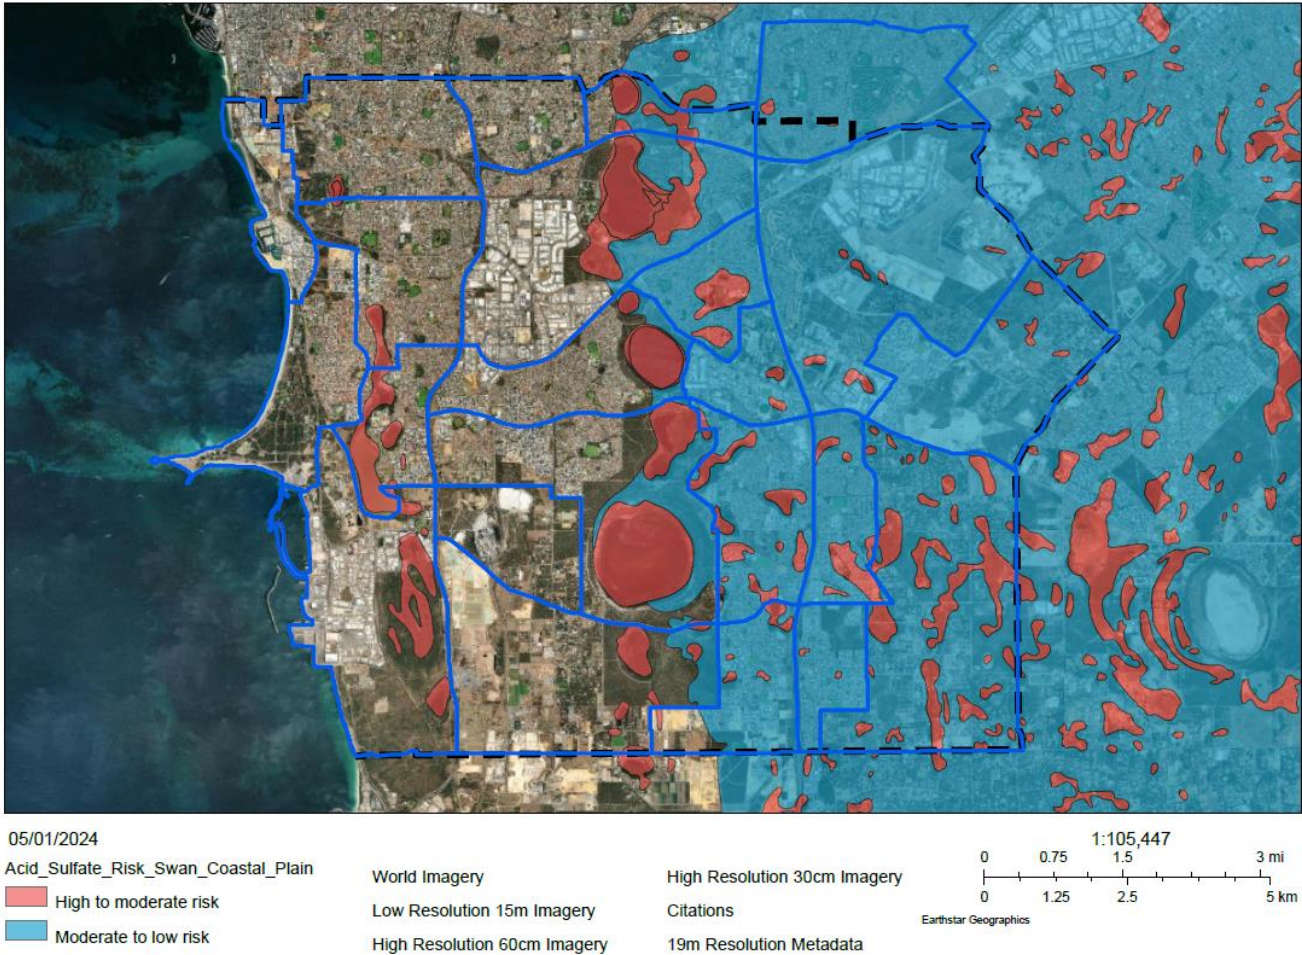 05/01/2024
Acid_Sulfate_Risk_Swan_Coastal_Plain
High to moderate risk
Moderate to low risk
World Imagery
Low Resolution 15m Imagery
High Resolution 60cm Imagery
High Resolution 30cm Imagery
Citations
19m Resolution Metadata
1:105,447
0 0.75 1.5 3 mi
0 1.25 2.5 5 km
Earthstar Geographics